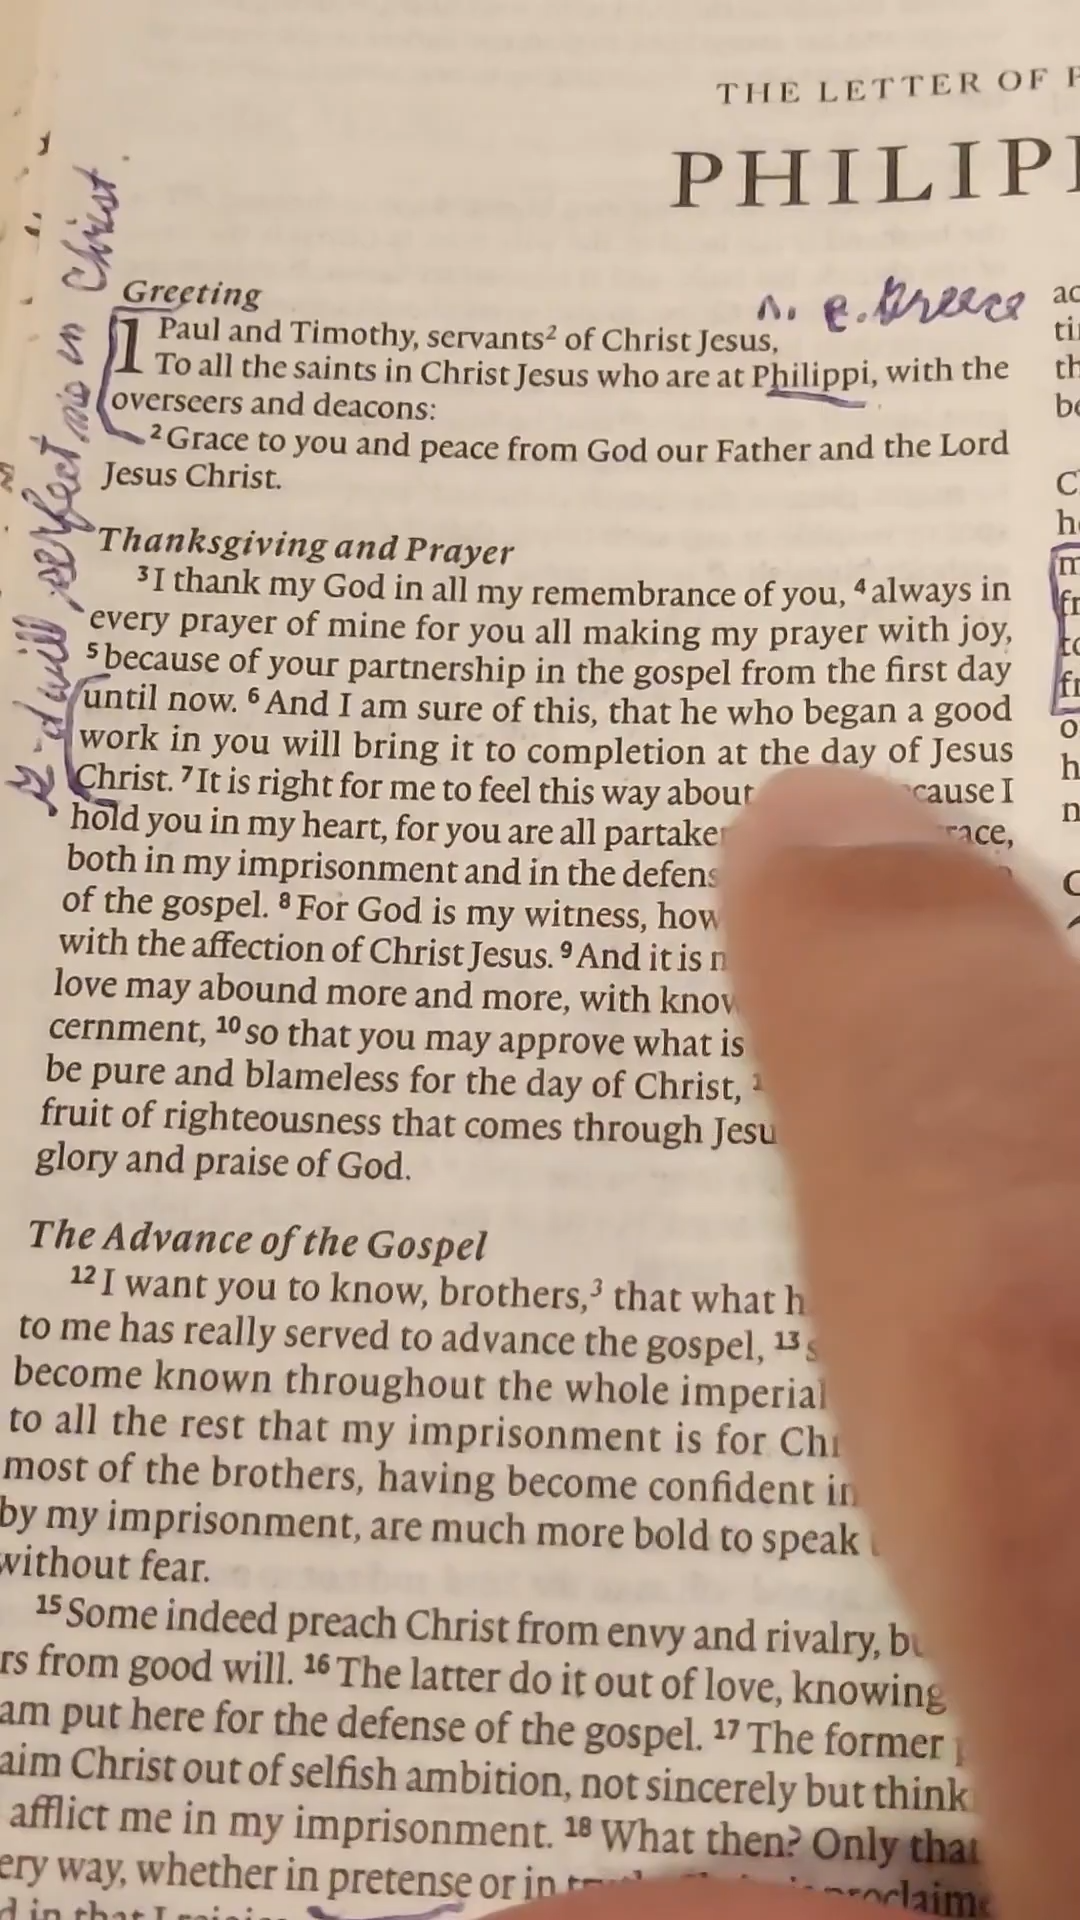 THE LETTER OF
PHILIP
will perfect in Christ
n. e. Greece
Greeting
1 Paul and Timothy, servants² of Christ Jesus,
To all the saints in Christ Jesus who are at Philippi, with the
overseers and deacons:
² Grace to you and peace from God our Father and the Lord
Jesus Christ.
Thanksgiving and Prayer
³ I thank my God in all my remembrance of you, ⁴ always in
every prayer of mine for you all making my prayer with joy,
⁵ because of your partnership in the gospel from the first day
until now. ⁶ And I am sure of this, that he who began a good
work in you will bring it to completion at the day of Jesus
Christ. ⁷ It is right for me to feel this way about cause I
hold you in my heart, for you are all partake race,
both in my imprisonment and in the defens
of the gospel. ⁸ For God is my witness, how
with the affection of Christ Jesus. ⁹ And it is
love may abound more and more, with know
cernment, ¹⁰ so that you may approve what is
be pure and blameless for the day of Christ,
fruit of righteousness that comes through Jesu
glory and praise of God.
The Advance of the Gospel
¹² I want you to know, brothers,³ that what h
to me has really served to advance the gospel, ¹³ s
become known throughout the whole imperial
to all the rest that my imprisonment is for Chr
most of the brothers, having become confident in
by my imprisonment, are much more bold to speak
without fear.
¹⁵ Some indeed preach Christ from envy and rivalry, bu
rs from good will. ¹⁶ The latter do it out of love, knowing
am put here for the defense of the gospel. ¹⁷ The former
aim Christ out of selfish ambition, not sincerely but think
afflict me in my imprisonment. ¹⁸ What then? Only that
ery way, whether in pretense or in proclaime
d in that I
ac
ti
th
be
C
he
m
fr
to
fr
o
h
n